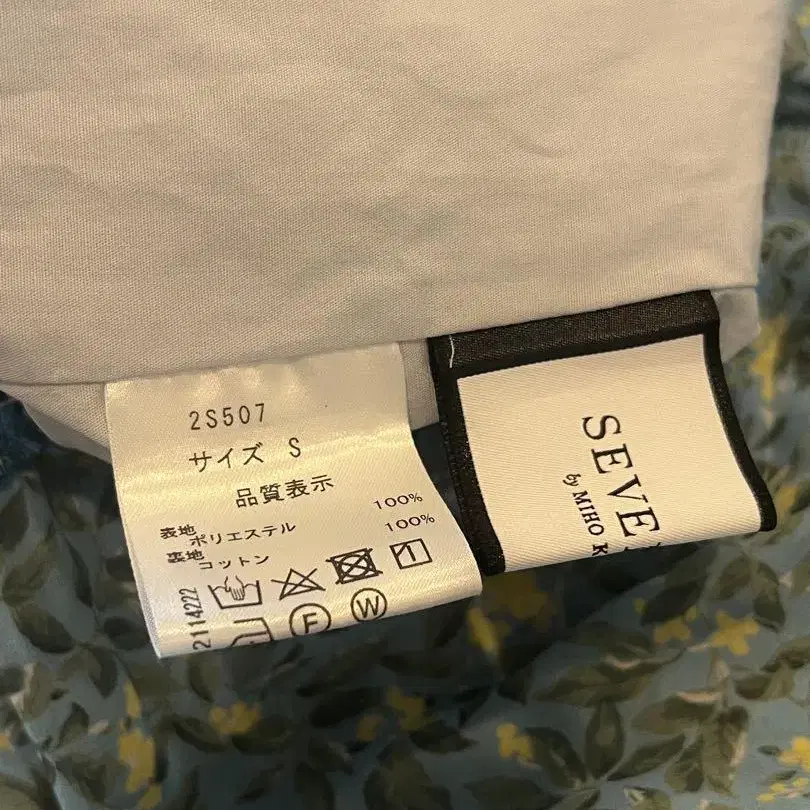 2S507
サイズ S
品質表示
表地 ポリエステル 100%
裏地 コットン 100%
2114222
F
W
SEVE
by MIHO K